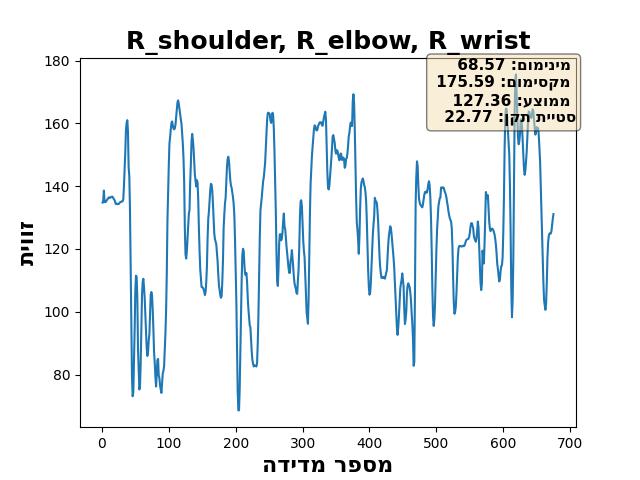 R_shoulder, R_elbow, R_wrist
מינימום: 68.57
מקסימום: 175.59
ממוצע: 127.36
סטיית תקן: 22.77
180
160
140
120
100
80
זווית
0 100 200 300 400 500 600 700
מספר מדידה